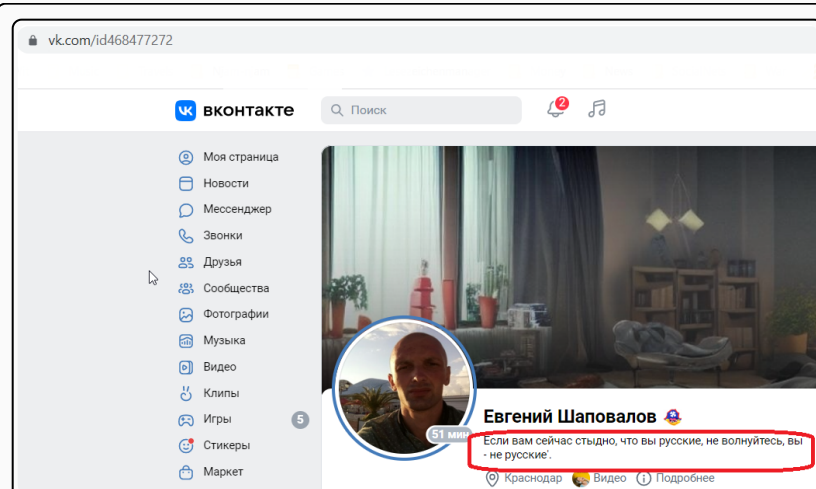 vk.com/id468477272
вконтакте
Поиск
2
Моя страница
Новости
Мессенджер
Звонки
Друзья
Сообщества
Фотографии
Музыка
Видео
Клипы
Игры 5
Стикеры
Маркет
51 мин
Евгений Шаповалов
Если вам сейчас стыдно, что вы русские, не волнуйтесь, вы
- не русские'.
Краснодар Видео Подробнее